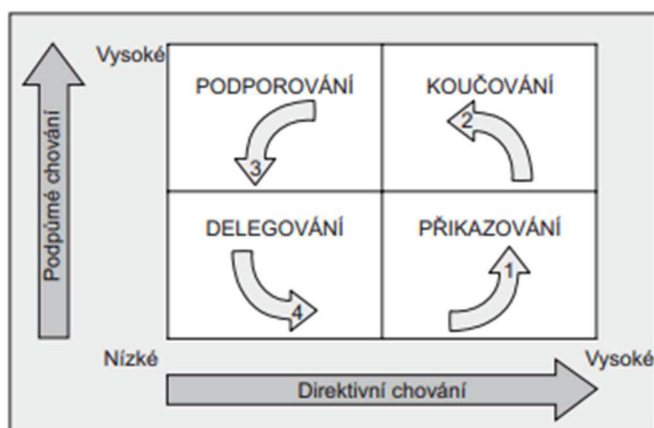 Vysoké
PODPOROVÁNÍ
KOUČOVÁNÍ
3
2
Podpůrné chování
DELEGOVÁNÍ
PŘIKAZOVÁNÍ
4
1
Nízké
Vysoké
Direktivní chování